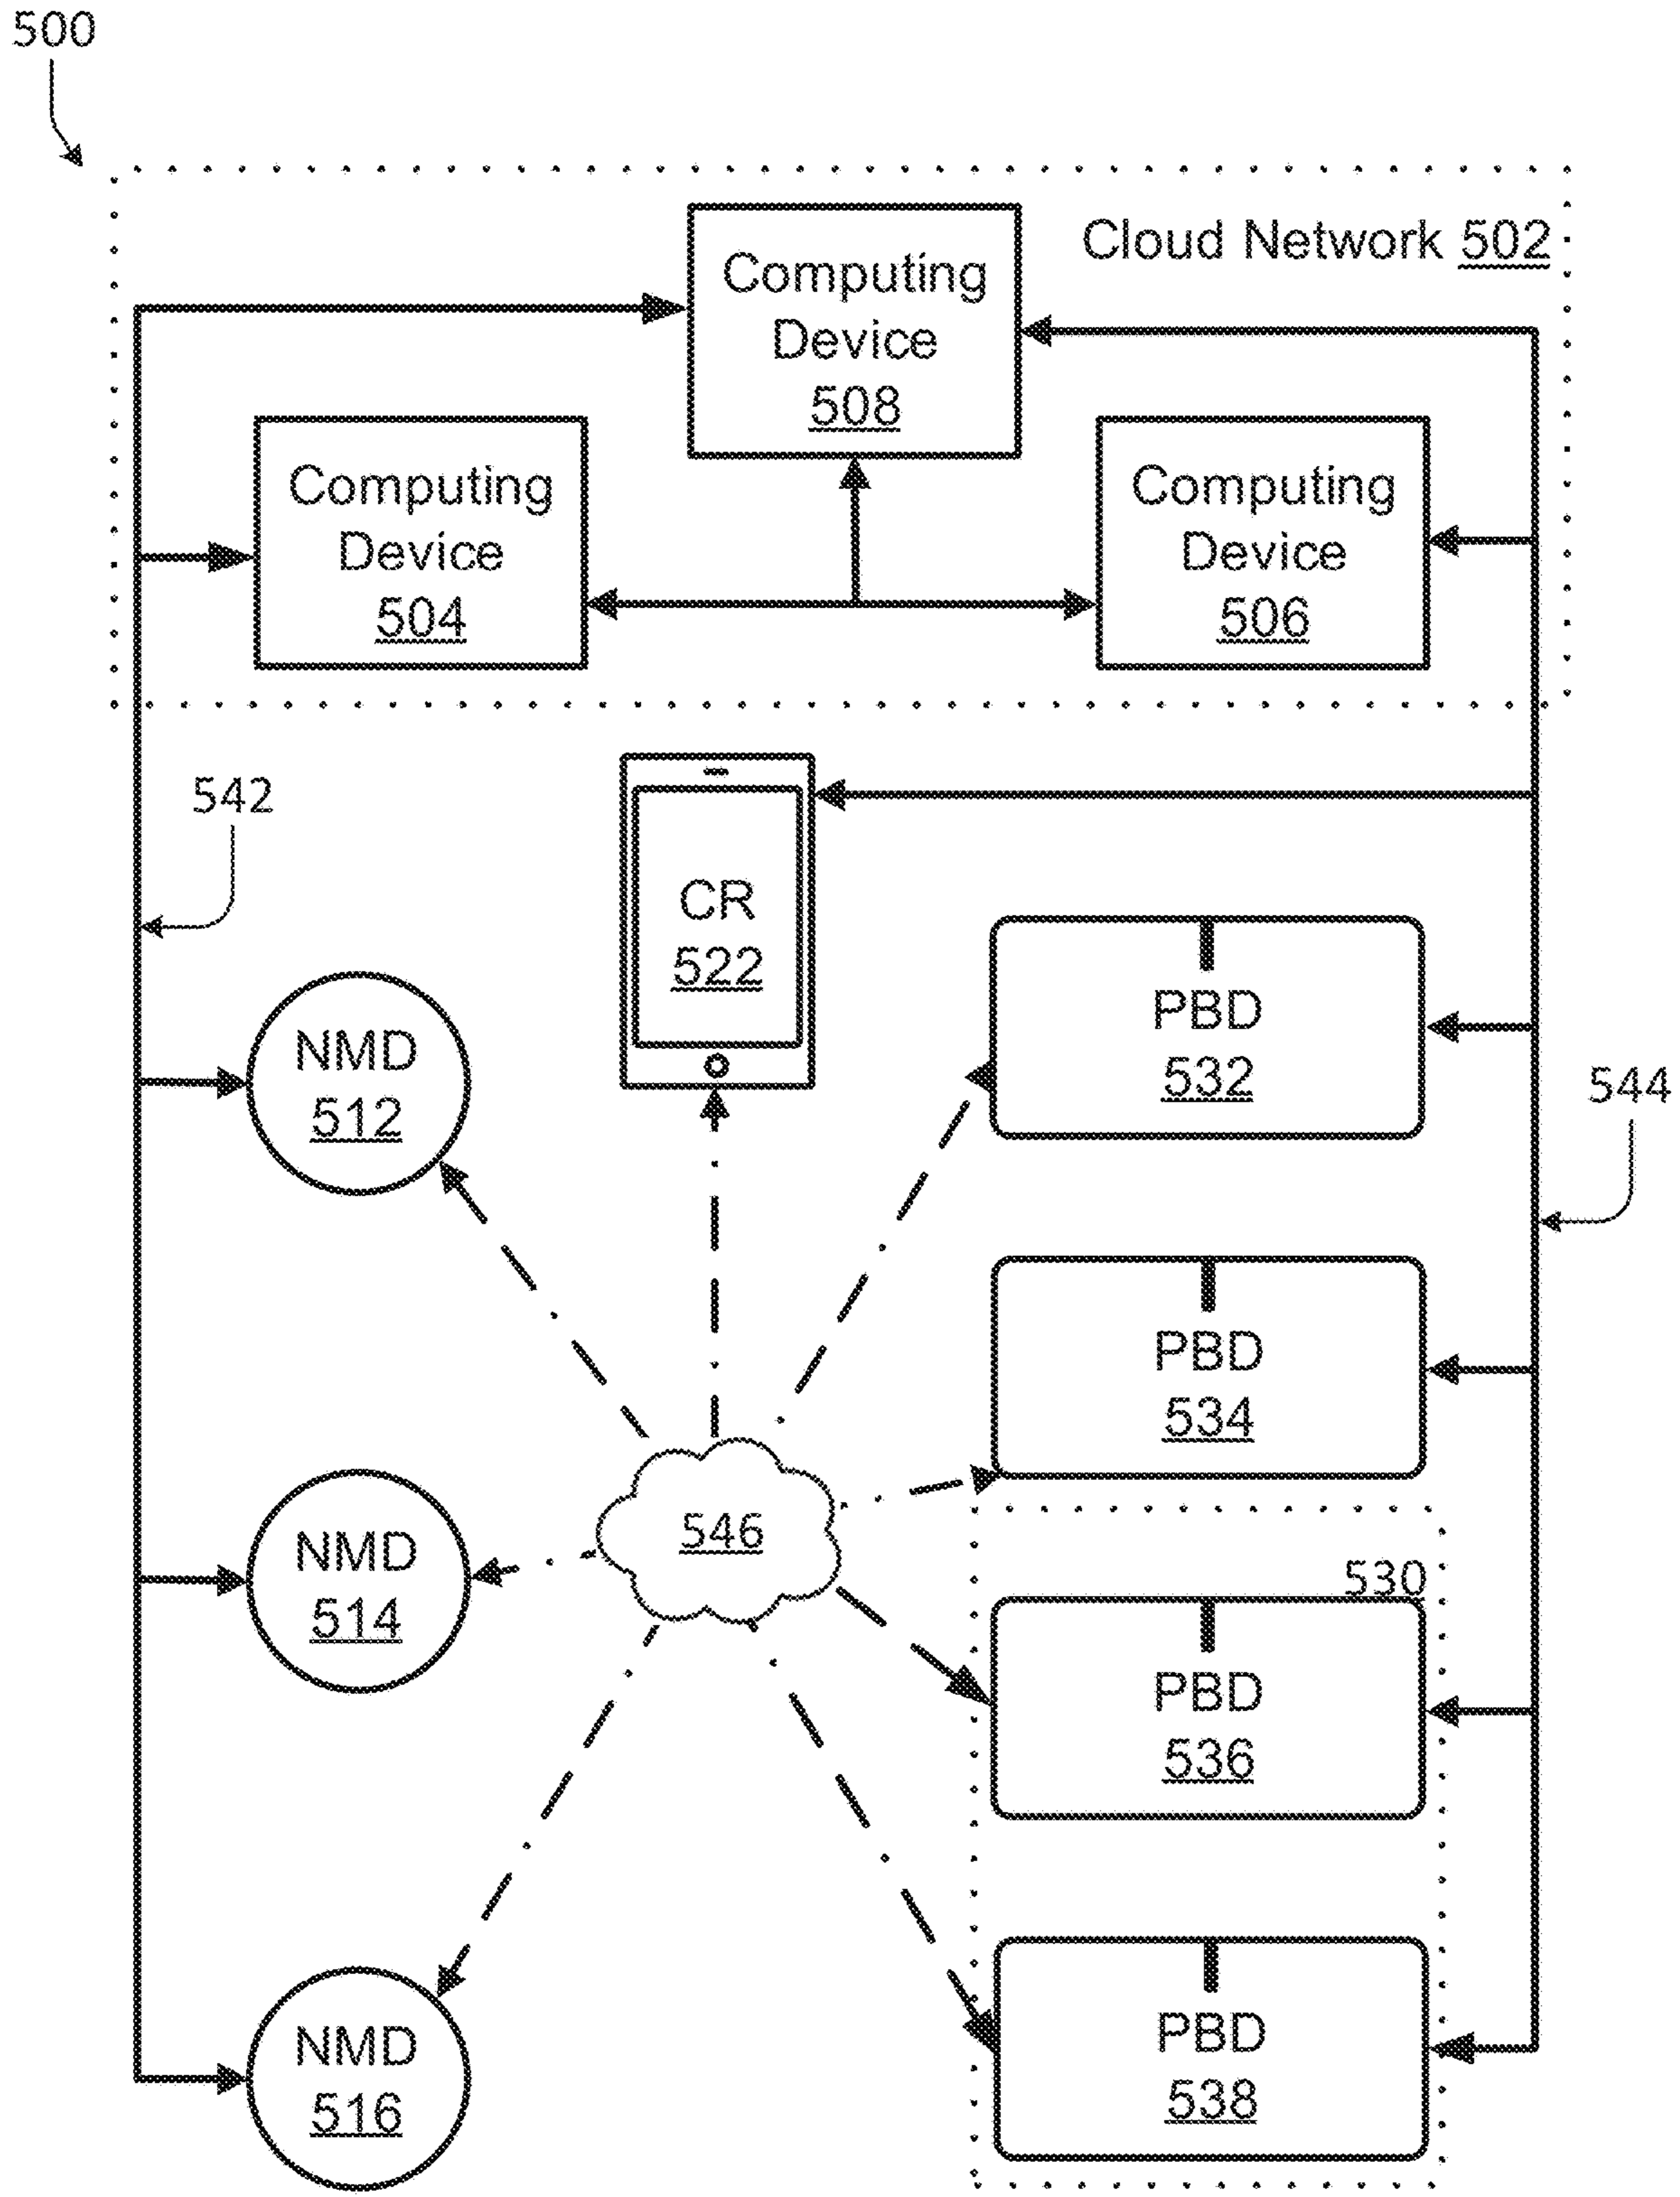 500
Cloud Network 502
Computing
Device
508
Computing
Device
504
Computing
Device
506
542
CR
522
NMD
512
PBD
532
544
PBD
534
546
NMD
514
530
PBD
536
NMD
516
PBD
538